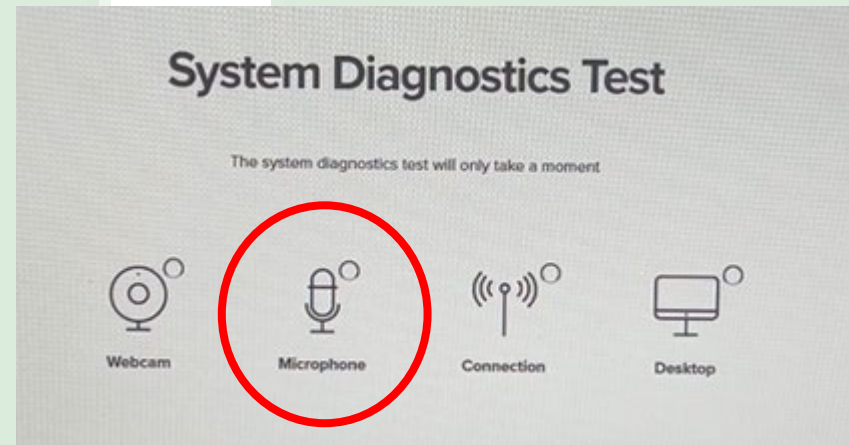 System Diagnostics Test
The system diagnostics test will only take a moment
Webcam
Microphone
Connection
Desktop